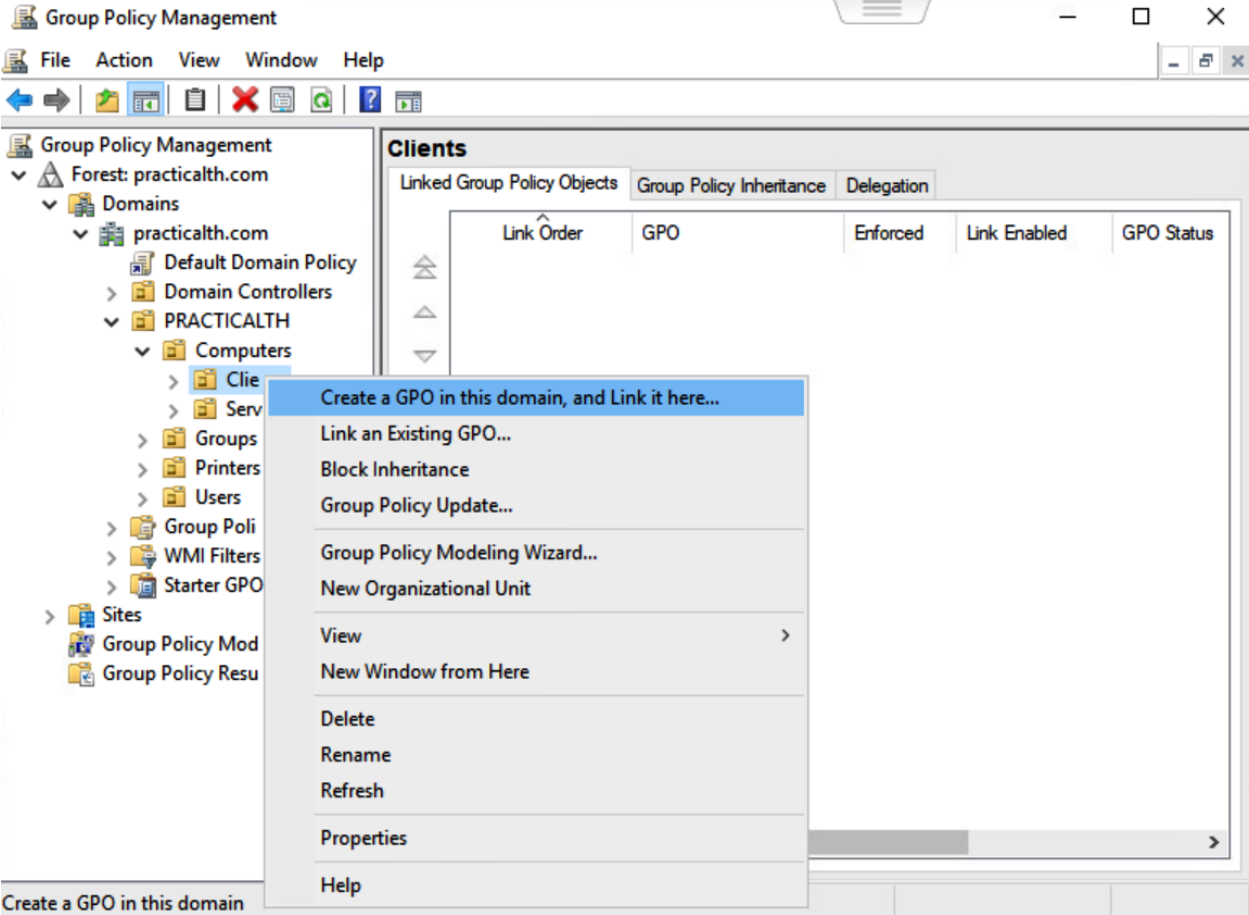 Group Policy Management
File Action View Window Help
Group Policy Management
Forest: practicalth.com
Domains
practicalth.com
Default Domain Policy
Domain Controllers
PRACTICALTH
Computers
Clie
Serv
Groups
Printers
Users
Group Poli
WMI Filters
Starter GPO
Sites
Group Policy Mod
Group Policy Resu
Clients
Linked Group Policy Objects Group Policy Inheritance Delegation
Link Order GPO Enforced Link Enabled GPO Status
Create a GPO in this domain, and Link it here...
Link an Existing GPO...
Block Inheritance
Group Policy Update...
Group Policy Modeling Wizard...
New Organizational Unit
View
New Window from Here
Delete
Rename
Refresh
Properties
Help
Create a GPO in this domain